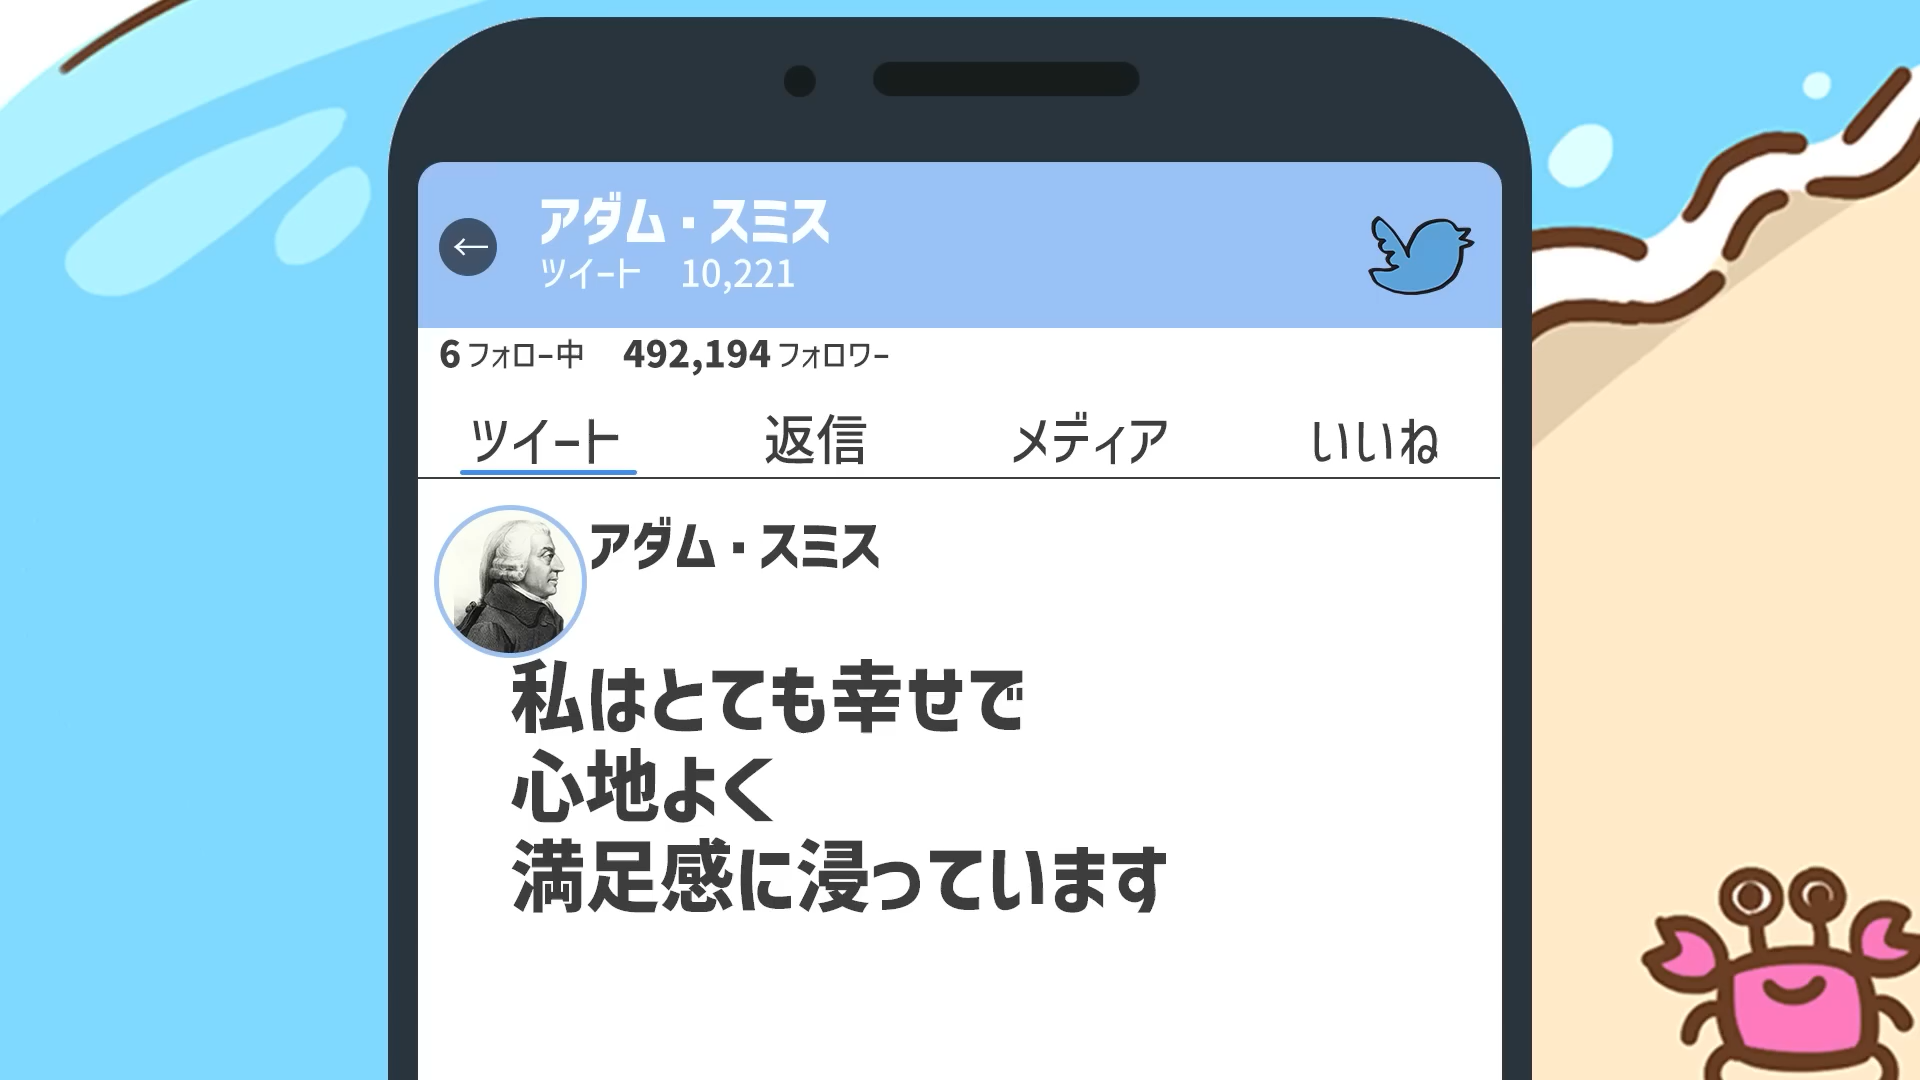 アダム・スミス
ツイート 10,221
6 フォロー中 492,194 フォロワー
ツイート 返信 メディア いいね
アダム・スミス
私はとても幸せで
心地よく
満足感に浸っています